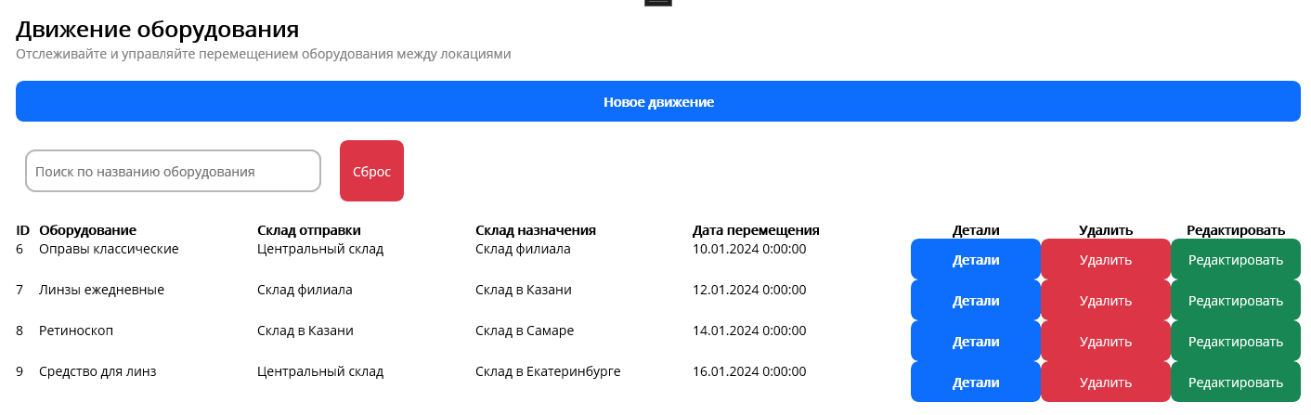 Движение оборудования
Отслеживайте и управляйте перемещением оборудования между локациями
Новое движение
Поиск по названию оборудования Сброс
ID Оборудование Склад отправки Склад назначения Дата перемещения Детали Удалить Редактировать
6 Оправы классические Центральный склад Склад филиала 10.01.2024 0:00:00 Детали Удалить Редактировать
7 Линзы ежедневные Склад филиала Склад в Казани 12.01.2024 0:00:00 Детали Удалить Редактировать
8 Ретиноскоп Склад в Казани Склад в Самаре 14.01.2024 0:00:00 Детали Удалить Редактировать
9 Средство для линз Центральный склад Склад в Екатеринбурге 16.01.2024 0:00:00 Детали Удалить Редактировать